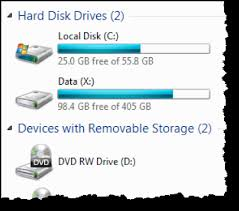 Hard Disk Drives (2)
Local Disk (C:)
25.0 GB free of 55.8 GB
Data (X:)
98.4 GB free of 405 GB
Devices with Removable Storage (2)
DVD
DVD RW Drive (D:)